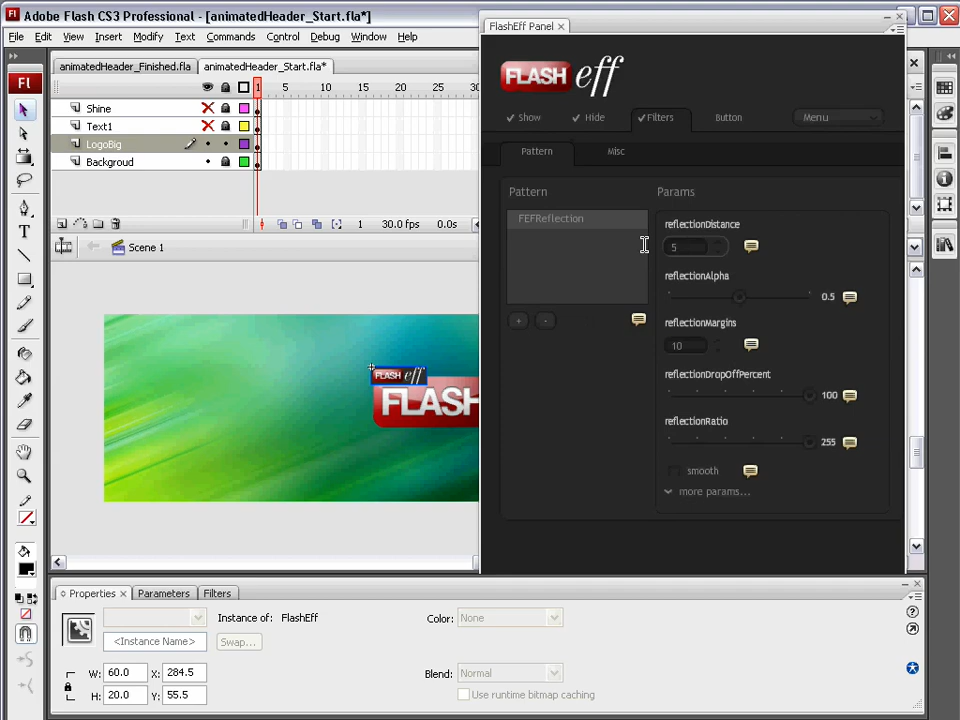 Adobe Flash CS3 Professional - [animatedHeader_Start.fla*]
FlashEff Panel
File Edit View Insert Modify Text Commands Control Debug Window Help
animatedHeader_Finished.fla animatedHeader_Start.fla*
FLASH eff
1 5 10 15 20 25 30
Shine
Text1
LogoBig
Backgroud
1 30.0 fps 0.0s
Scene 1
Show Hide Filters Button Menu
Pattern Misc
Pattern Params
FEFReflection
reflectionDistance
5
reflectionAlpha
0.5
reflectionMargins
10
reflectionDropOffPercent
100
reflectionRatio
255
smooth
more params...
FLASH eff
FLASH
Properties Parameters Filters
Instance of: FlashEff Color: None
<Instance Name> Swap...
W: 60.0 X: 284.5 Blend: Normal
H: 20.0 Y: 55.5 Use runtime bitmap caching